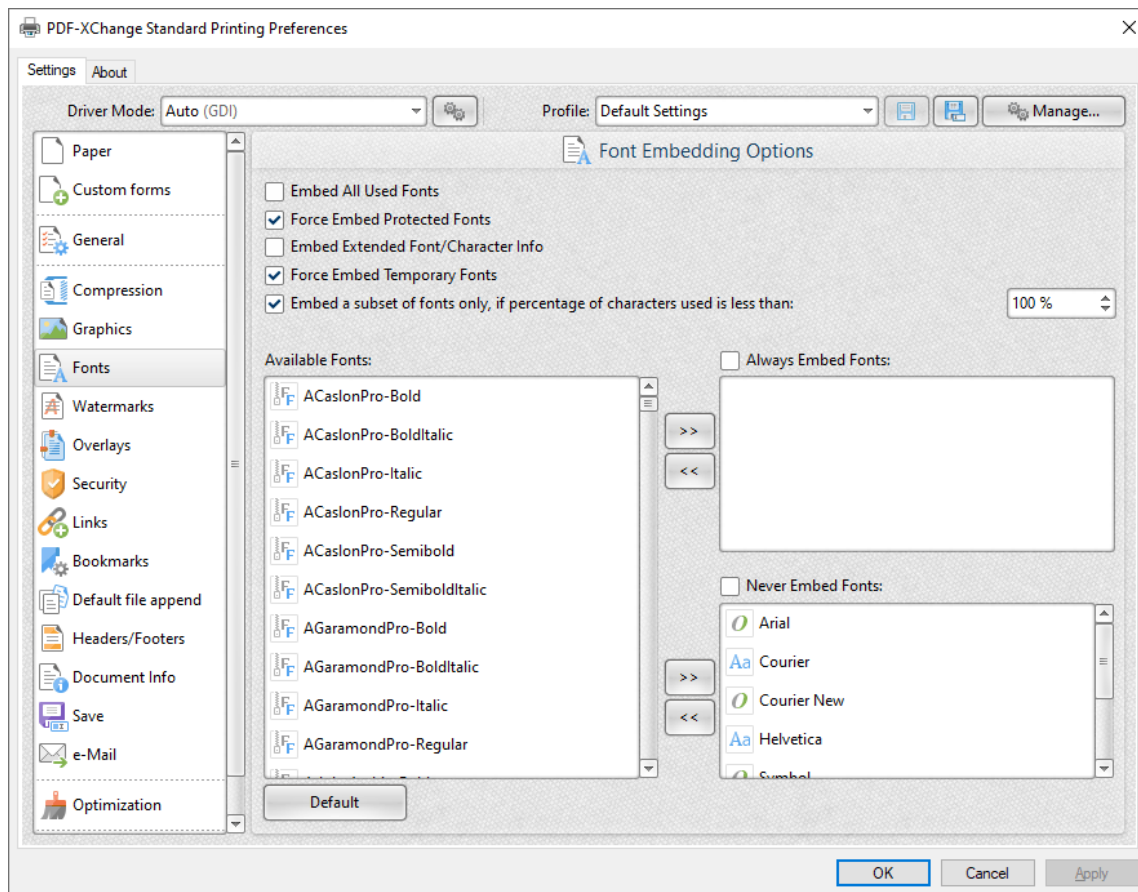 PDF-XChange Standard Printing Preferences
Settings About
Driver Mode: Auto (GDI) Profile: Default Settings Manage...
Paper
Custom forms
General
Compression
Graphics
Fonts
Watermarks
Overlays
Security
Links
Bookmarks
Default file append
Headers/Footers
Document Info
Save
e-Mail
Optimization
Font Embedding Options
Embed All Used Fonts
Force Embed Protected Fonts
Embed Extended Font/Character Info
Force Embed Temporary Fonts
Embed a subset of fonts only, if percentage of characters used is less than: 100 %
Available Fonts:
ACaslonPro-Bold
ACaslonPro-BoldItalic
ACaslonPro-Italic
ACaslonPro-Regular
ACaslonPro-Semibold
ACaslonPro-SemiboldItalic
AGaramondPro-Bold
AGaramondPro-BoldItalic
AGaramondPro-Italic
AGaramondPro-Regular
Default
>>
<<
>>
<<
Always Embed Fonts:
Never Embed Fonts:
Arial
Courier
Courier New
Helvetica
Symbol
OK Cancel Apply